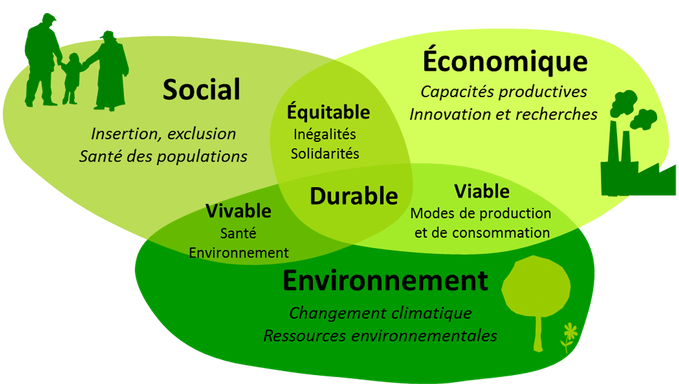 Social
Insertion, exclusion
Santé des populations
Économique
Capacités productives
Innovation et recherches
Équitable
Inégalités
Solidarités
Durable
Vivable
Santé
Environnement
Viable
Modes de production
et de consommation
Environnement
Changement climatique
Ressources environnementales